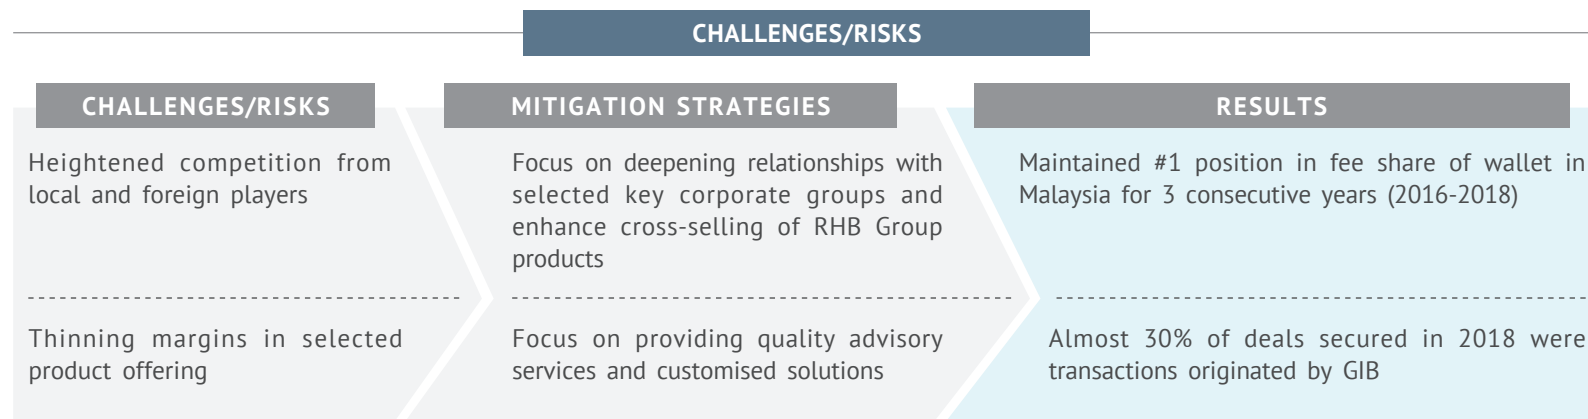 CHALLENGES/RISKS
CHALLENGES/RISKS
MITIGATION STRATEGIES
RESULTS
Heightened competition from
local and foreign players
Focus on deepening relationships with
selected key corporate groups and
enhance cross-selling of RHB Group
products
Maintained #1 position in fee share of wallet in
Malaysia for 3 consecutive years (2016-2018)
Thinning margins in selected
product offering
Focus on providing quality advisory
services and customised solutions
Almost 30% of deals secured in 2018 were
transactions originated by GIB